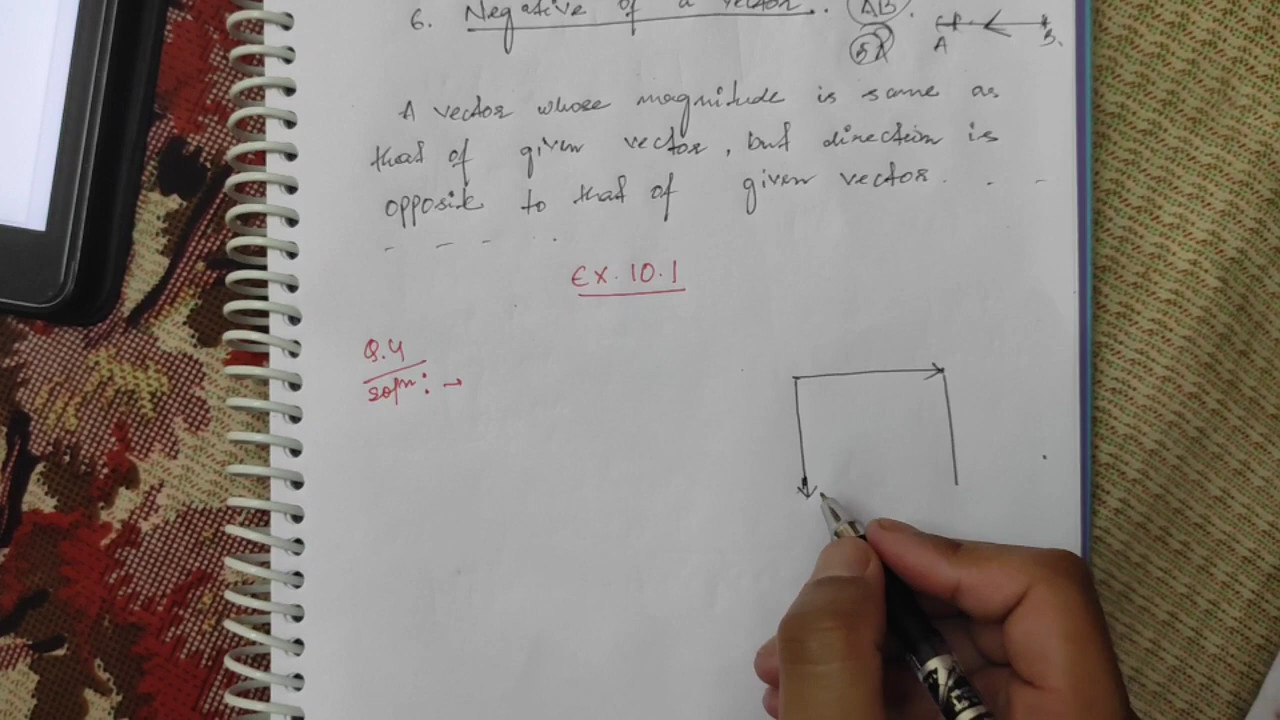 6. Negative of a vector. AB.
BA A B.
A vector whose magnitude is same as
that of given vector, but direction is
opposite to that of given vector. . -
- - - .
EX. 10.1
Q.4
soln: →